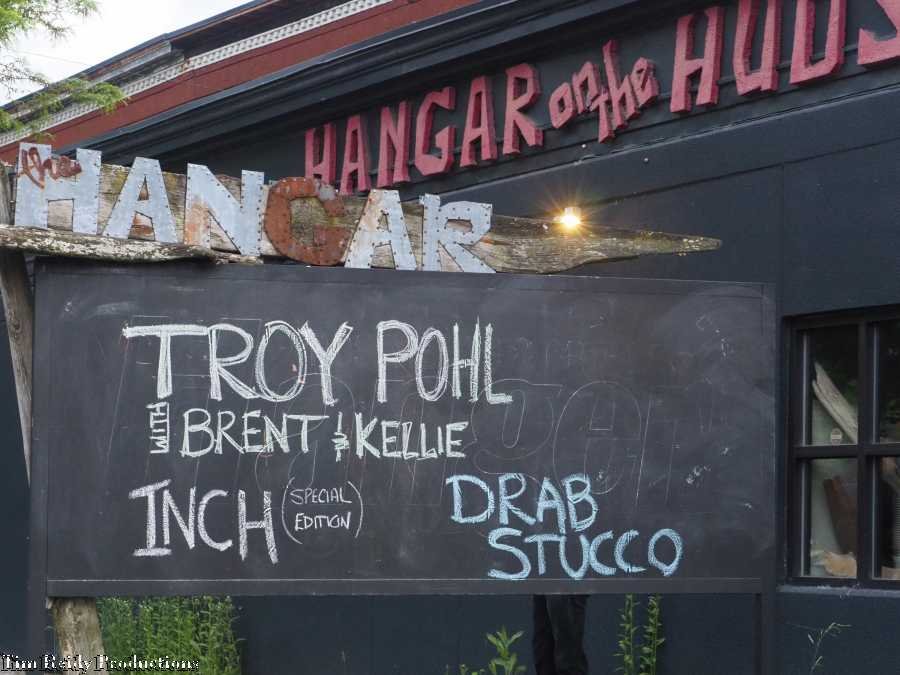 HANGAR on the HUDS
the HANGAR
TROY POHL
WITH BRENT & KELLIE
INCH (SPECIAL EDITION)
DRAB
STUCCO
Tim Reidy Productions